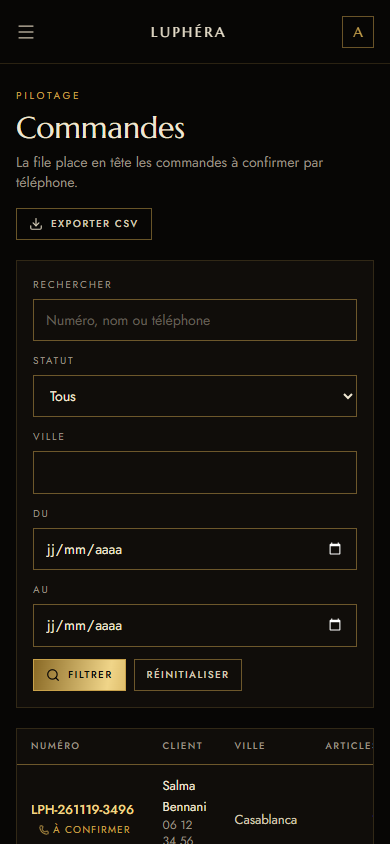 LUPHÉRA
A
PILOTAGE
Commandes
La file place en tête les commandes à confirmer par
téléphone.
EXPORTER CSV
RECHERCHER
Numéro, nom ou téléphone
STATUT
Tous
VILLE
DU
jj/mm/aaaa
AU
jj/mm/aaaa
FILTRER
RÉINITIALISER
NUMÉRO CLIENT VILLE ARTICLE
Salma
Bennani
LPH-261119-3496
À CONFIRMER
06 12
34 56
Casablanca